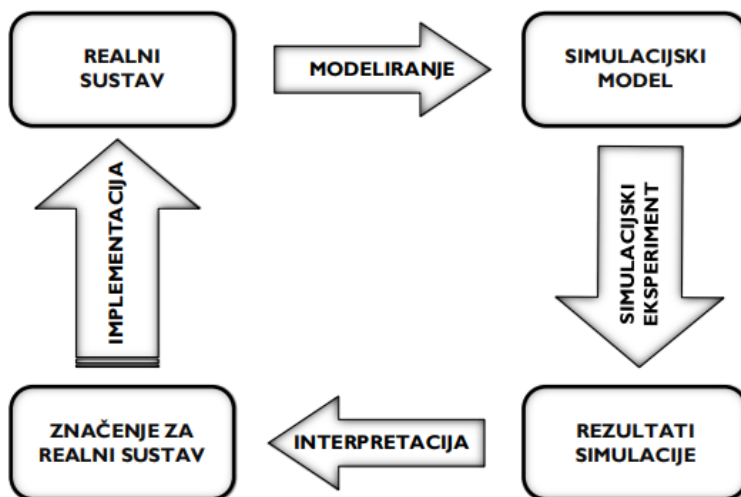 REALNI
SUSTAV
MODELIRANJE
SIMULACIJSKI
MODEL
IMPLEMENTACIJA
SIMULACIJSKI
EKSPERIMENT
ZNAČENJE ZA
REALNI SUSTAV
INTERPRETACIJA
REZULTATI
SIMULACIJE